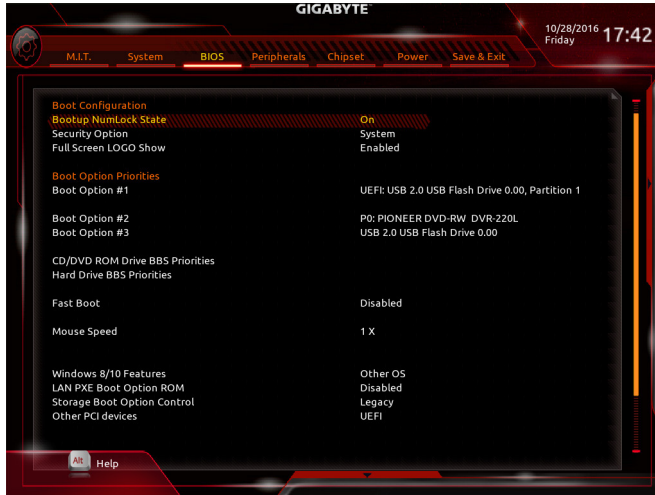 GIGABYTE
10/28/2016 17:42
Friday
M.I.T. System BIOS Peripherals Chipset Power Save & Exit
Boot Configuration
Bootup NumLock State On
Security Option System
Full Screen LOGO Show Enabled
Boot Option Priorities
Boot Option #1 UEFI: USB 2.0 USB Flash Drive 0.00, Partition 1
Boot Option #2 P0: PIONEER DVD-RW DVR-220L
Boot Option #3 USB 2.0 USB Flash Drive 0.00
CD/DVD ROM Drive BBS Priorities
Hard Drive BBS Priorities
Fast Boot Disabled
Mouse Speed 1 X
Windows 8/10 Features Other OS
LAN PXE Boot Option ROM Disabled
Storage Boot Option Control Legacy
Other PCI devices UEFI
Alt Help